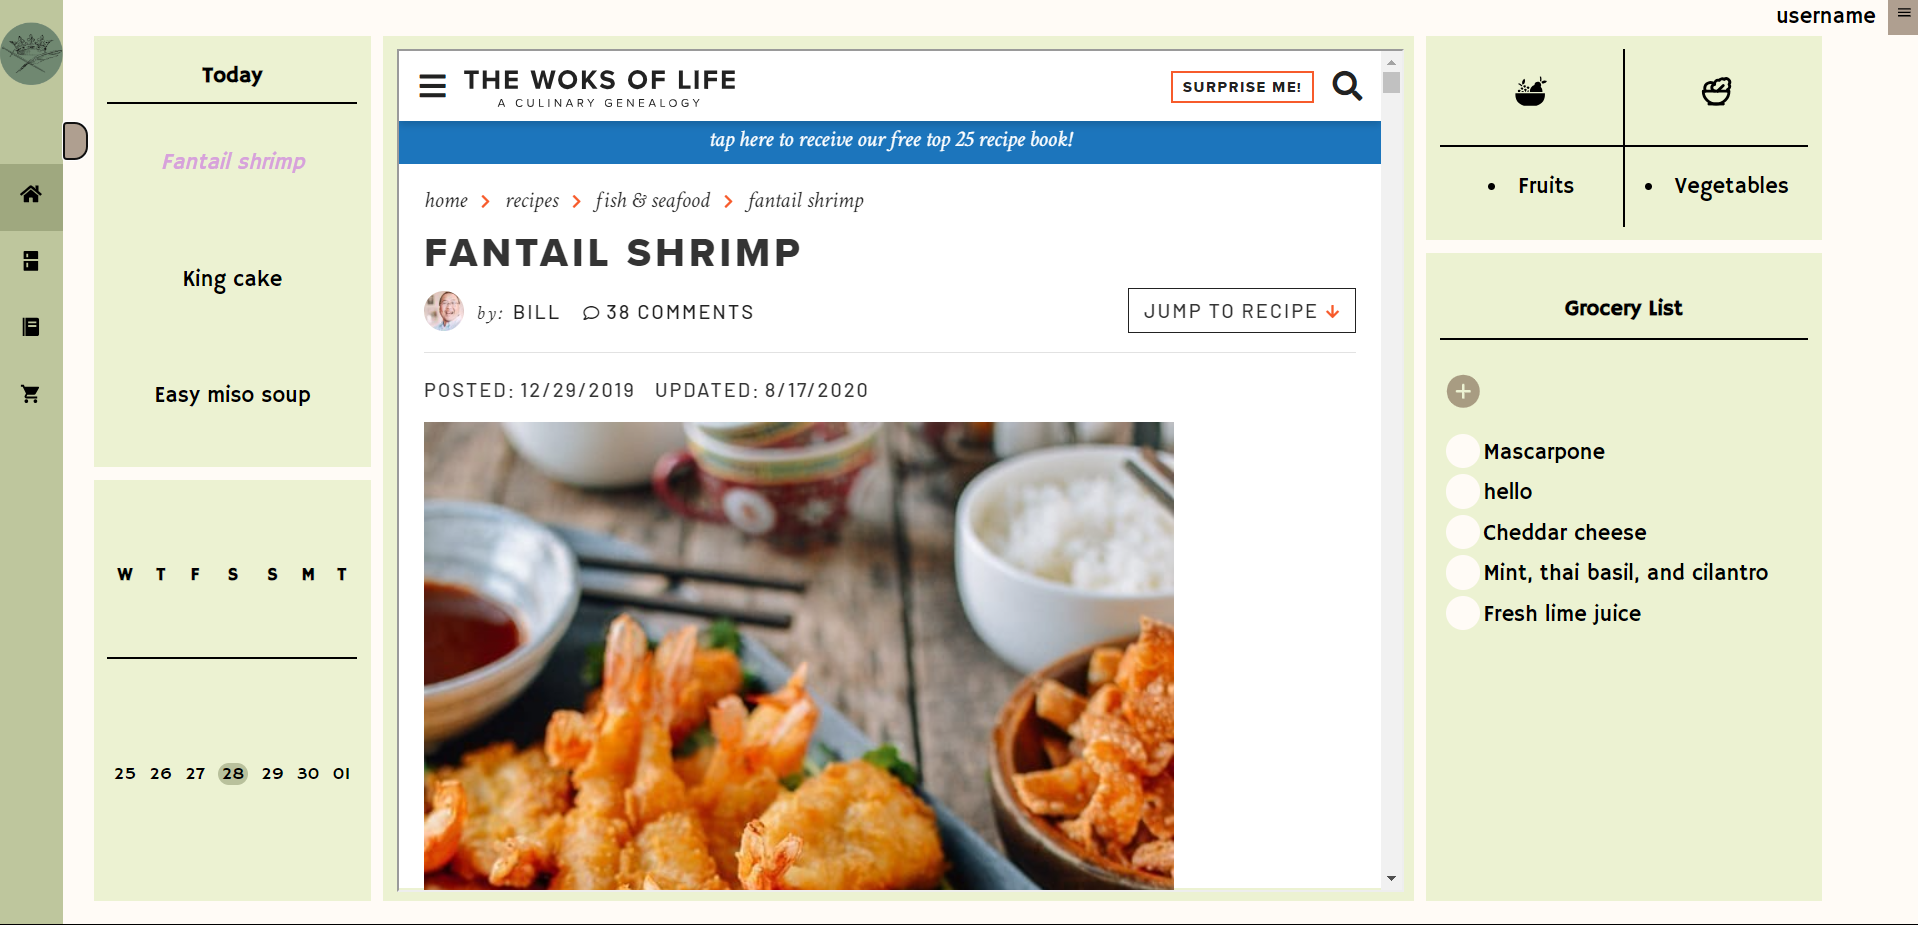 username
Today
Fantail shrimp
King cake
Easy miso soup
W T F S S M T
25 26 27 28 29 30 01
THE WOKS OF LIFE
A CULINARY GENEALOGY
SURPRISE ME!
tap here to receive our free top 25 recipe book!
home recipes fish & seafood fantail shrimp
FANTAIL SHRIMP
by: BILL 38 COMMENTS
JUMP TO RECIPE
POSTED: 12/29/2019 UPDATED: 8/17/2020
Fruits
Vegetables
Grocery List
Mascarpone
hello
Cheddar cheese
Mint, thai basil, and cilantro
Fresh lime juice